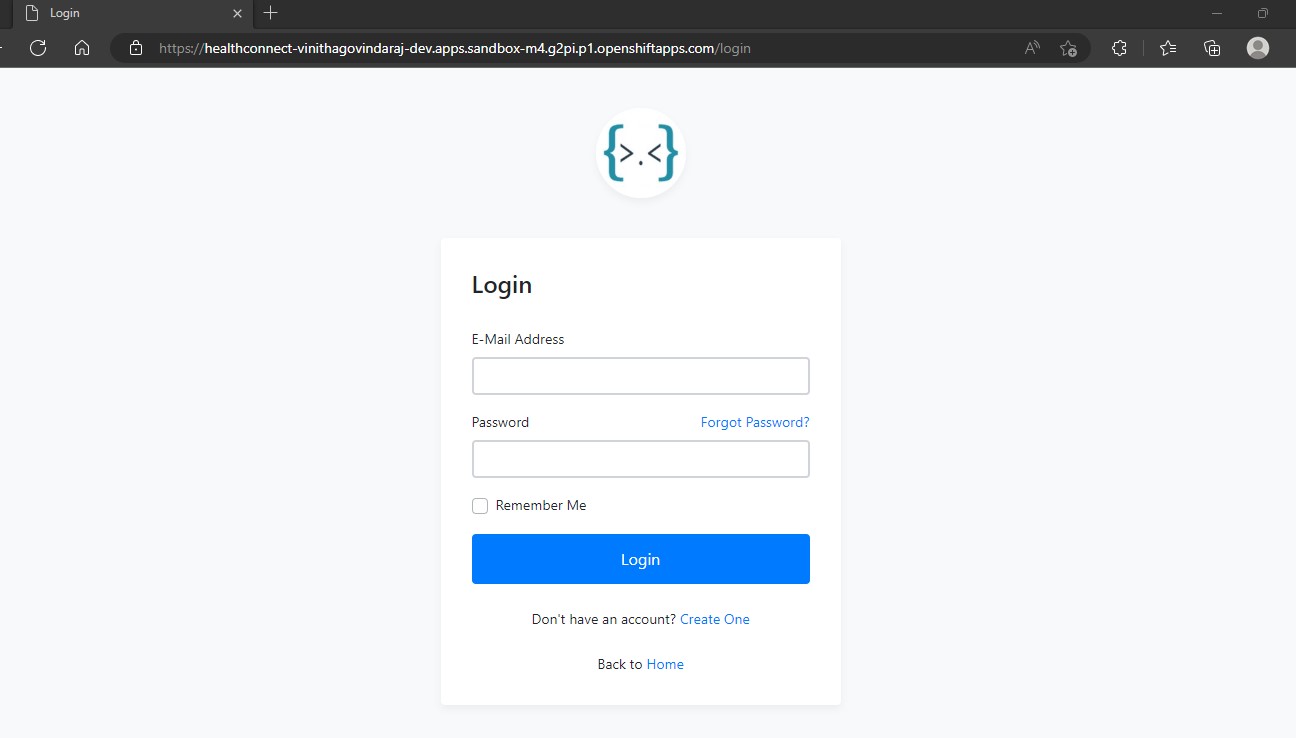 Login
https://healthconnect-vinithagovindaraj-dev.apps.sandbox-m4.g2pi.p1.openshiftapps.com/login
{>.<}
Login
E-Mail Address
Password Forgot Password?
Remember Me
Login
Don't have an account? Create One
Back to Home